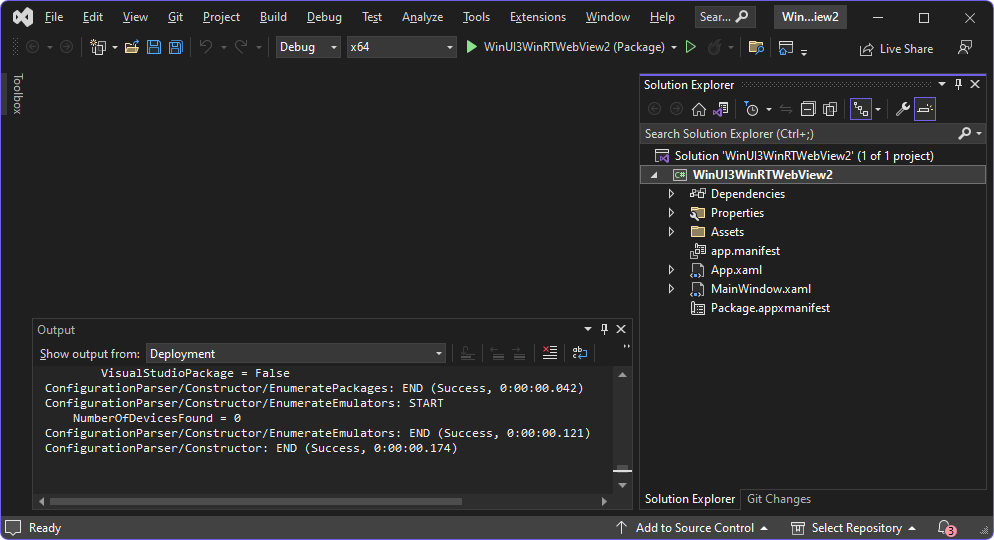 File Edit View Git Project Build Debug Test Analyze Tools Extensions Window Help Sear... Win...iew2
Debug x64 WinUI3WinRTWebView2 (Package) Live Share
Toolbox
Solution Explorer
Search Solution Explorer (Ctrl+;)
Solution 'WinUI3WinRTWebView2' (1 of 1 project)
C# WinUI3WinRTWebView2
Dependencies
Properties
Assets
app.manifest
App.xaml
MainWindow.xaml
Package.appxmanifest
Output
Show output from: Deployment
VisualStudioPackage = False
ConfigurationParser/Constructor/EnumeratePackages: END (Success, 0:00:00.042)
ConfigurationParser/Constructor/EnumerateEmulators: START
NumberOfDevicesFound = 0
ConfigurationParser/Constructor/EnumerateEmulators: END (Success, 0:00:00.121)
ConfigurationParser/Constructor: END (Success, 0:00:00.174)
Solution Explorer Git Changes
Ready Add to Source Control Select Repository 3